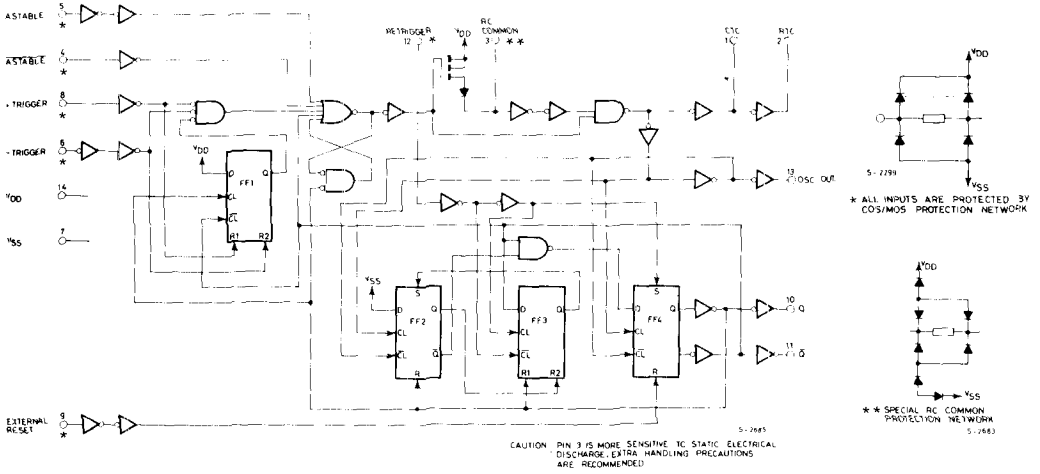 ASTABLE 5 *
ASTABLE 4 *
+TRIGGER 8 *
-TRIGGER 6 *
VDD 14
VSS 7
EXTERNAL RESET 9 *
RETRIGGER 12 *
VDD
RC COMMON 3 * *
CTC 1
RTC 2
VDD
D Q
FF1
CL
CL
R1 R2
13 OSC OUT
VSS
S
D Q
FF2
CL
CL Q
R
D Q
FF3
CL
CL
R1 R2
S
D Q
FF4
CL
CL
R
10 Q
11 Q
S-2685
CAUTION PIN 3 IS MORE SENSITIVE TO STATIC ELECTRICAL
DISCHARGE. EXTRA HANDLING PRECAUTIONS
ARE RECOMMENDED
VDD
S-2299
VSS
* ALL INPUTS ARE PROTECTED BY
COS/MOS PROTECTION NETWORK
VDD
VSS
* * SPECIAL RC COMMON
PROTECTION NETWORK
S-2683